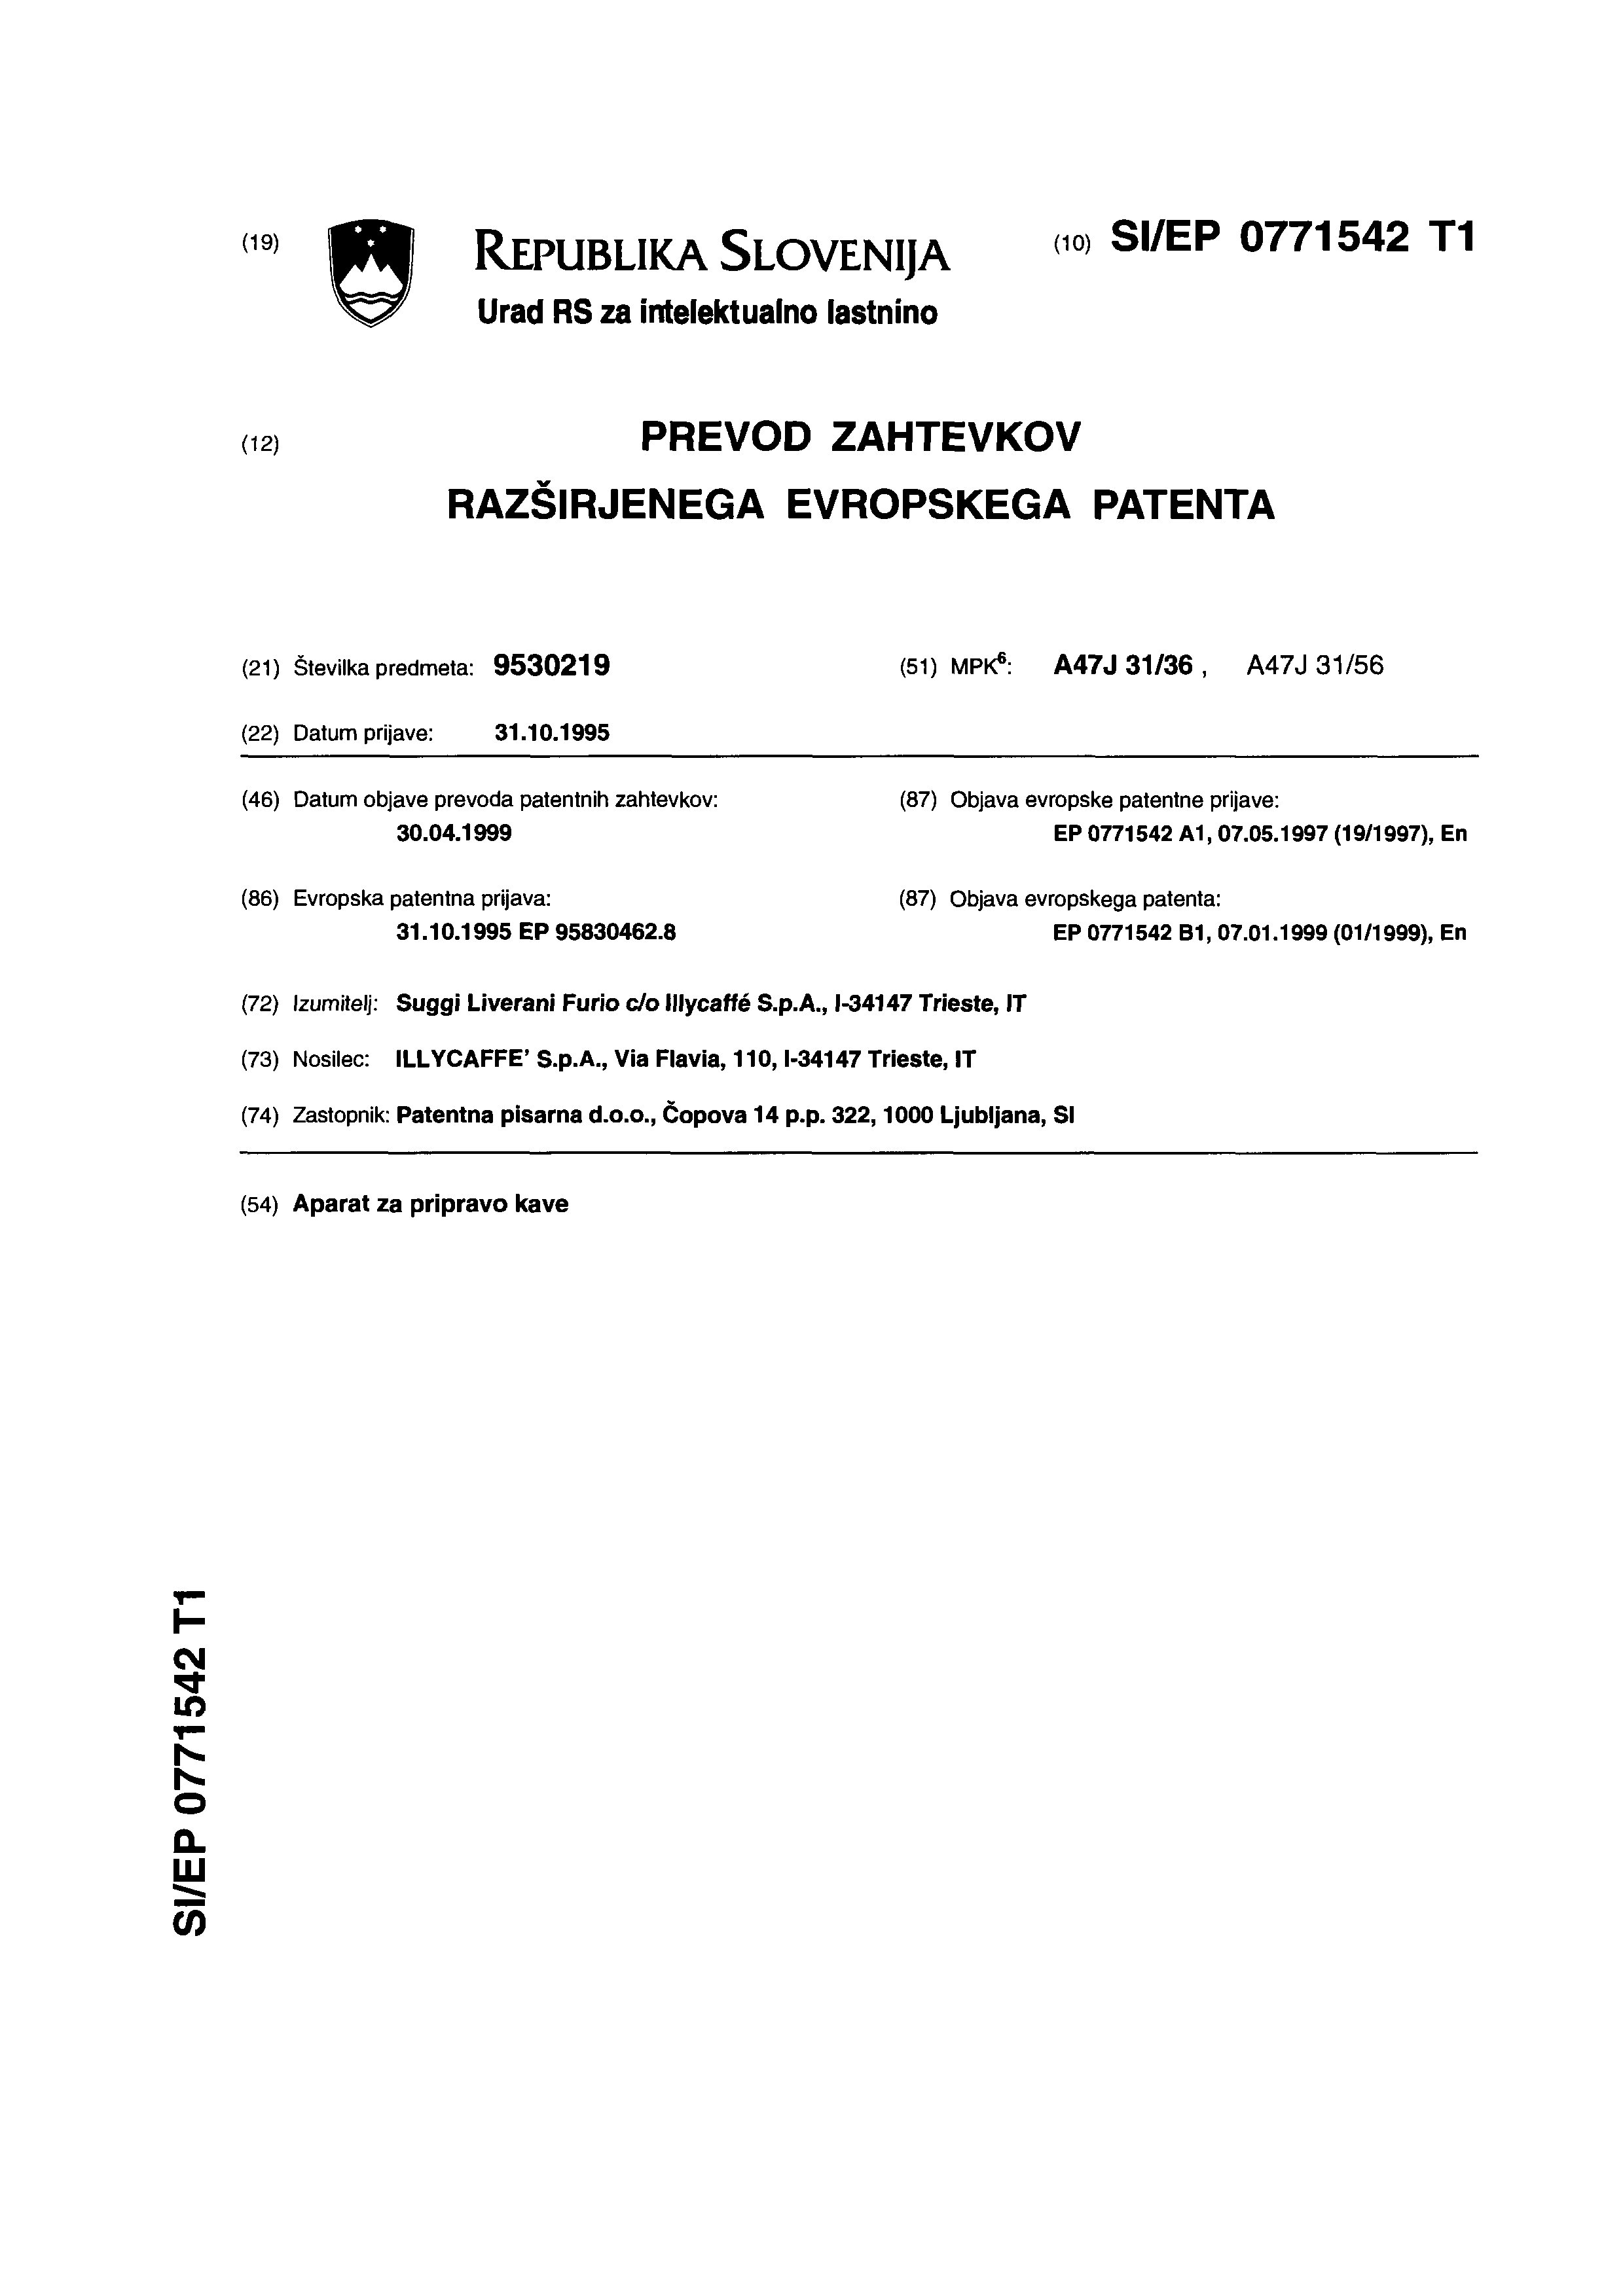 (19) REPUBLIKA SLOVENIJA (10) SI/EP 0771542 T1
Urad RS za intelektualno lastnino
(12) PREVOD ZAHTEVKOV
RAZŠIRJENEGA EVROPSKEGA PATENTA
(21) Številka predmeta: 9530219 (51) MPK⁶: A47J 31/36 , A47J 31/56
(22) Datum prijave: 31.10.1995
(46) Datum objave prevoda patentnih zahtevkov: (87) Objava evropske patentne prijave:
30.04.1999 EP 0771542 A1, 07.05.1997 (19/1997), En
(86) Evropska patentna prijava: (87) Objava evropskega patenta:
31.10.1995 EP 95830462.8 EP 0771542 B1, 07.01.1999 (01/1999), En
(72) Izumitelj: Suggi Liverani Furio c/o Illycaffé S.p.A., I-34147 Trieste, IT
(73) Nosilec: ILLYCAFFE' S.p.A., Via Flavia, 110, I-34147 Trieste, IT
(74) Zastopnik: Patentna pisarna d.o.o., Čopova 14 p.p. 322, 1000 Ljubljana, SI
(54) Aparat za pripravo kave
SI/EP 0771542 T1